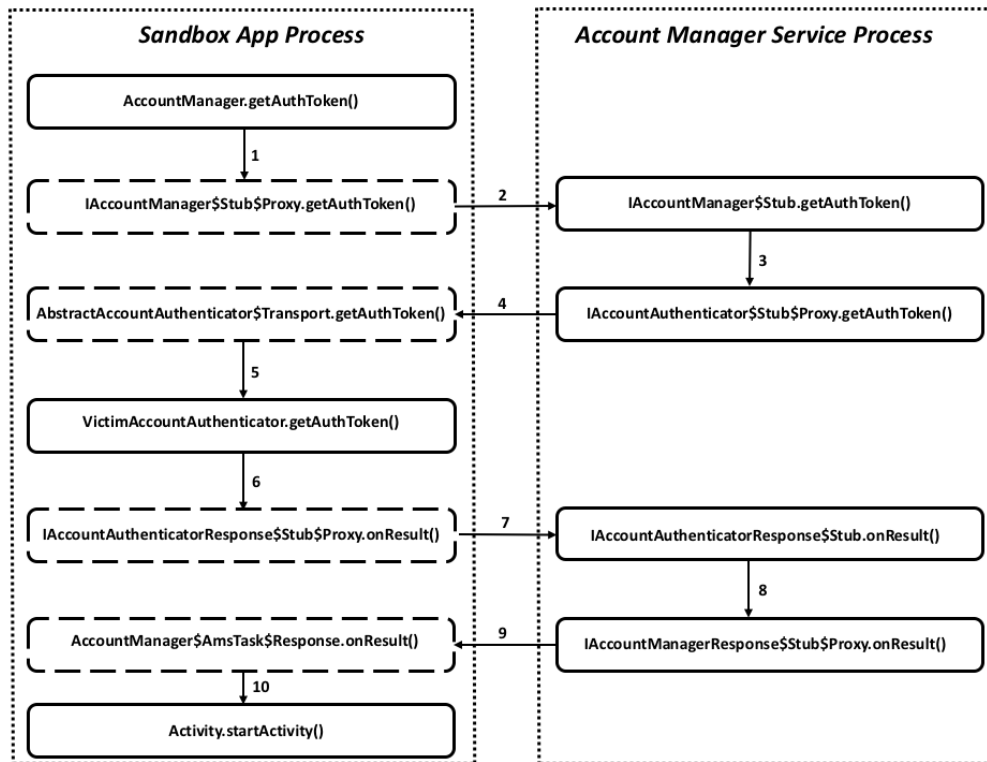 Sandbox App Process
Account Manager Service Process
AccountManager.getAuthToken()
1
IAccountManager$Stub$Proxy.getAuthToken()
2
IAccountManager$Stub.getAuthToken()
3
AbstractAccountAuthenticator$Transport.getAuthToken()
4
IAccountAuthenticator$Stub$Proxy.getAuthToken()
5
VictimAccountAuthenticator.getAuthToken()
6
IAccountAuthenticatorResponse$Stub$Proxy.onResult()
7
IAccountAuthenticatorResponse$Stub.onResult()
8
AccountManager$AmsTask$Response.onResult()
9
IAccountManagerResponse$Stub$Proxy.onResult()
10
Activity.startActivity()